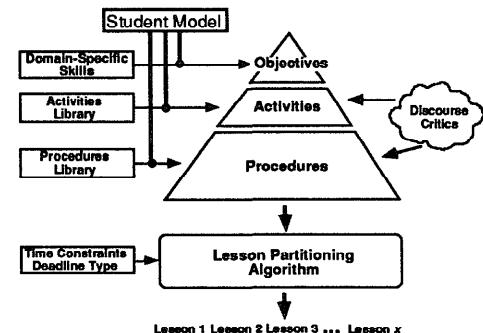 Student Model
Domain-Specific
Skills
Objectives
Activities
Library
Activities
Discourse
Critics
Procedures
Library
Procedures
Time Constraints
Deadline Type
Lesson Partitioning
Algorithm
Lesson 1 Lesson 2 Lesson 3 ... Lesson x